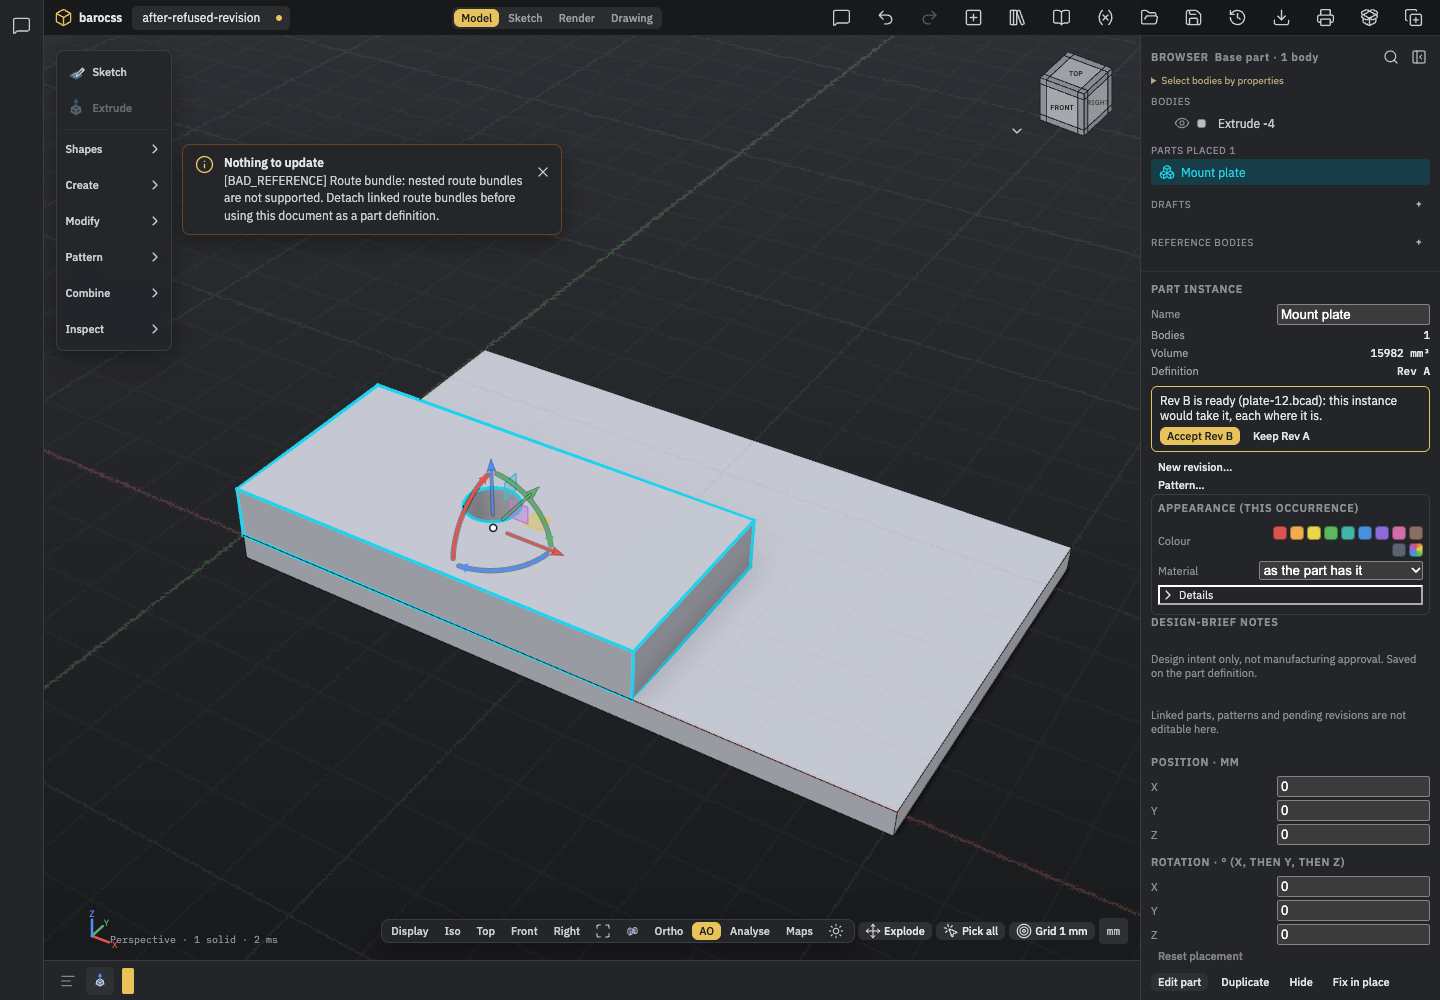 barocss
after-refused-revision
Model
Sketch
Render
Drawing
Sketch
Extrude
Shapes
Create
Modify
Pattern
Combine
Inspect
Nothing to update
[BAD_REFERENCE] Route bundle: nested route bundles
are not supported. Detach linked route bundles before
using this document as a part definition.
TOP
FRONT
RIGHT
BROWSER Base part · 1 body
Select bodies by properties
BODIES
Extrude -4
PARTS PLACED 1
Mount plate
DRAFTS +
REFERENCE BODIES +
PART INSTANCE
Name Mount plate
Bodies 1
Volume 15982 mm³
Definition Rev A
Rev B is ready (plate-12.bcad): this instance
would take it, each where it is.
Accept Rev B Keep Rev A
New revision...
Pattern...
APPEARANCE (THIS OCCURRENCE)
Colour
Material as the part has it
Details
DESIGN-BRIEF NOTES
Design intent only, not manufacturing approval. Saved
on the part definition.
Linked parts, patterns and pending revisions are not
editable here.
POSITION · MM
X 0
Y 0
Z 0
ROTATION · ° (X, THEN Y, THEN Z)
X 0
Y 0
Z 0
Reset placement
Edit part Duplicate Hide Fix in place
Z
Y
X
Perspective · 1 solid · 2 ms
Display Iso Top Front Right Ortho AO Analyse Maps Explode Pick all Grid 1 mm mm